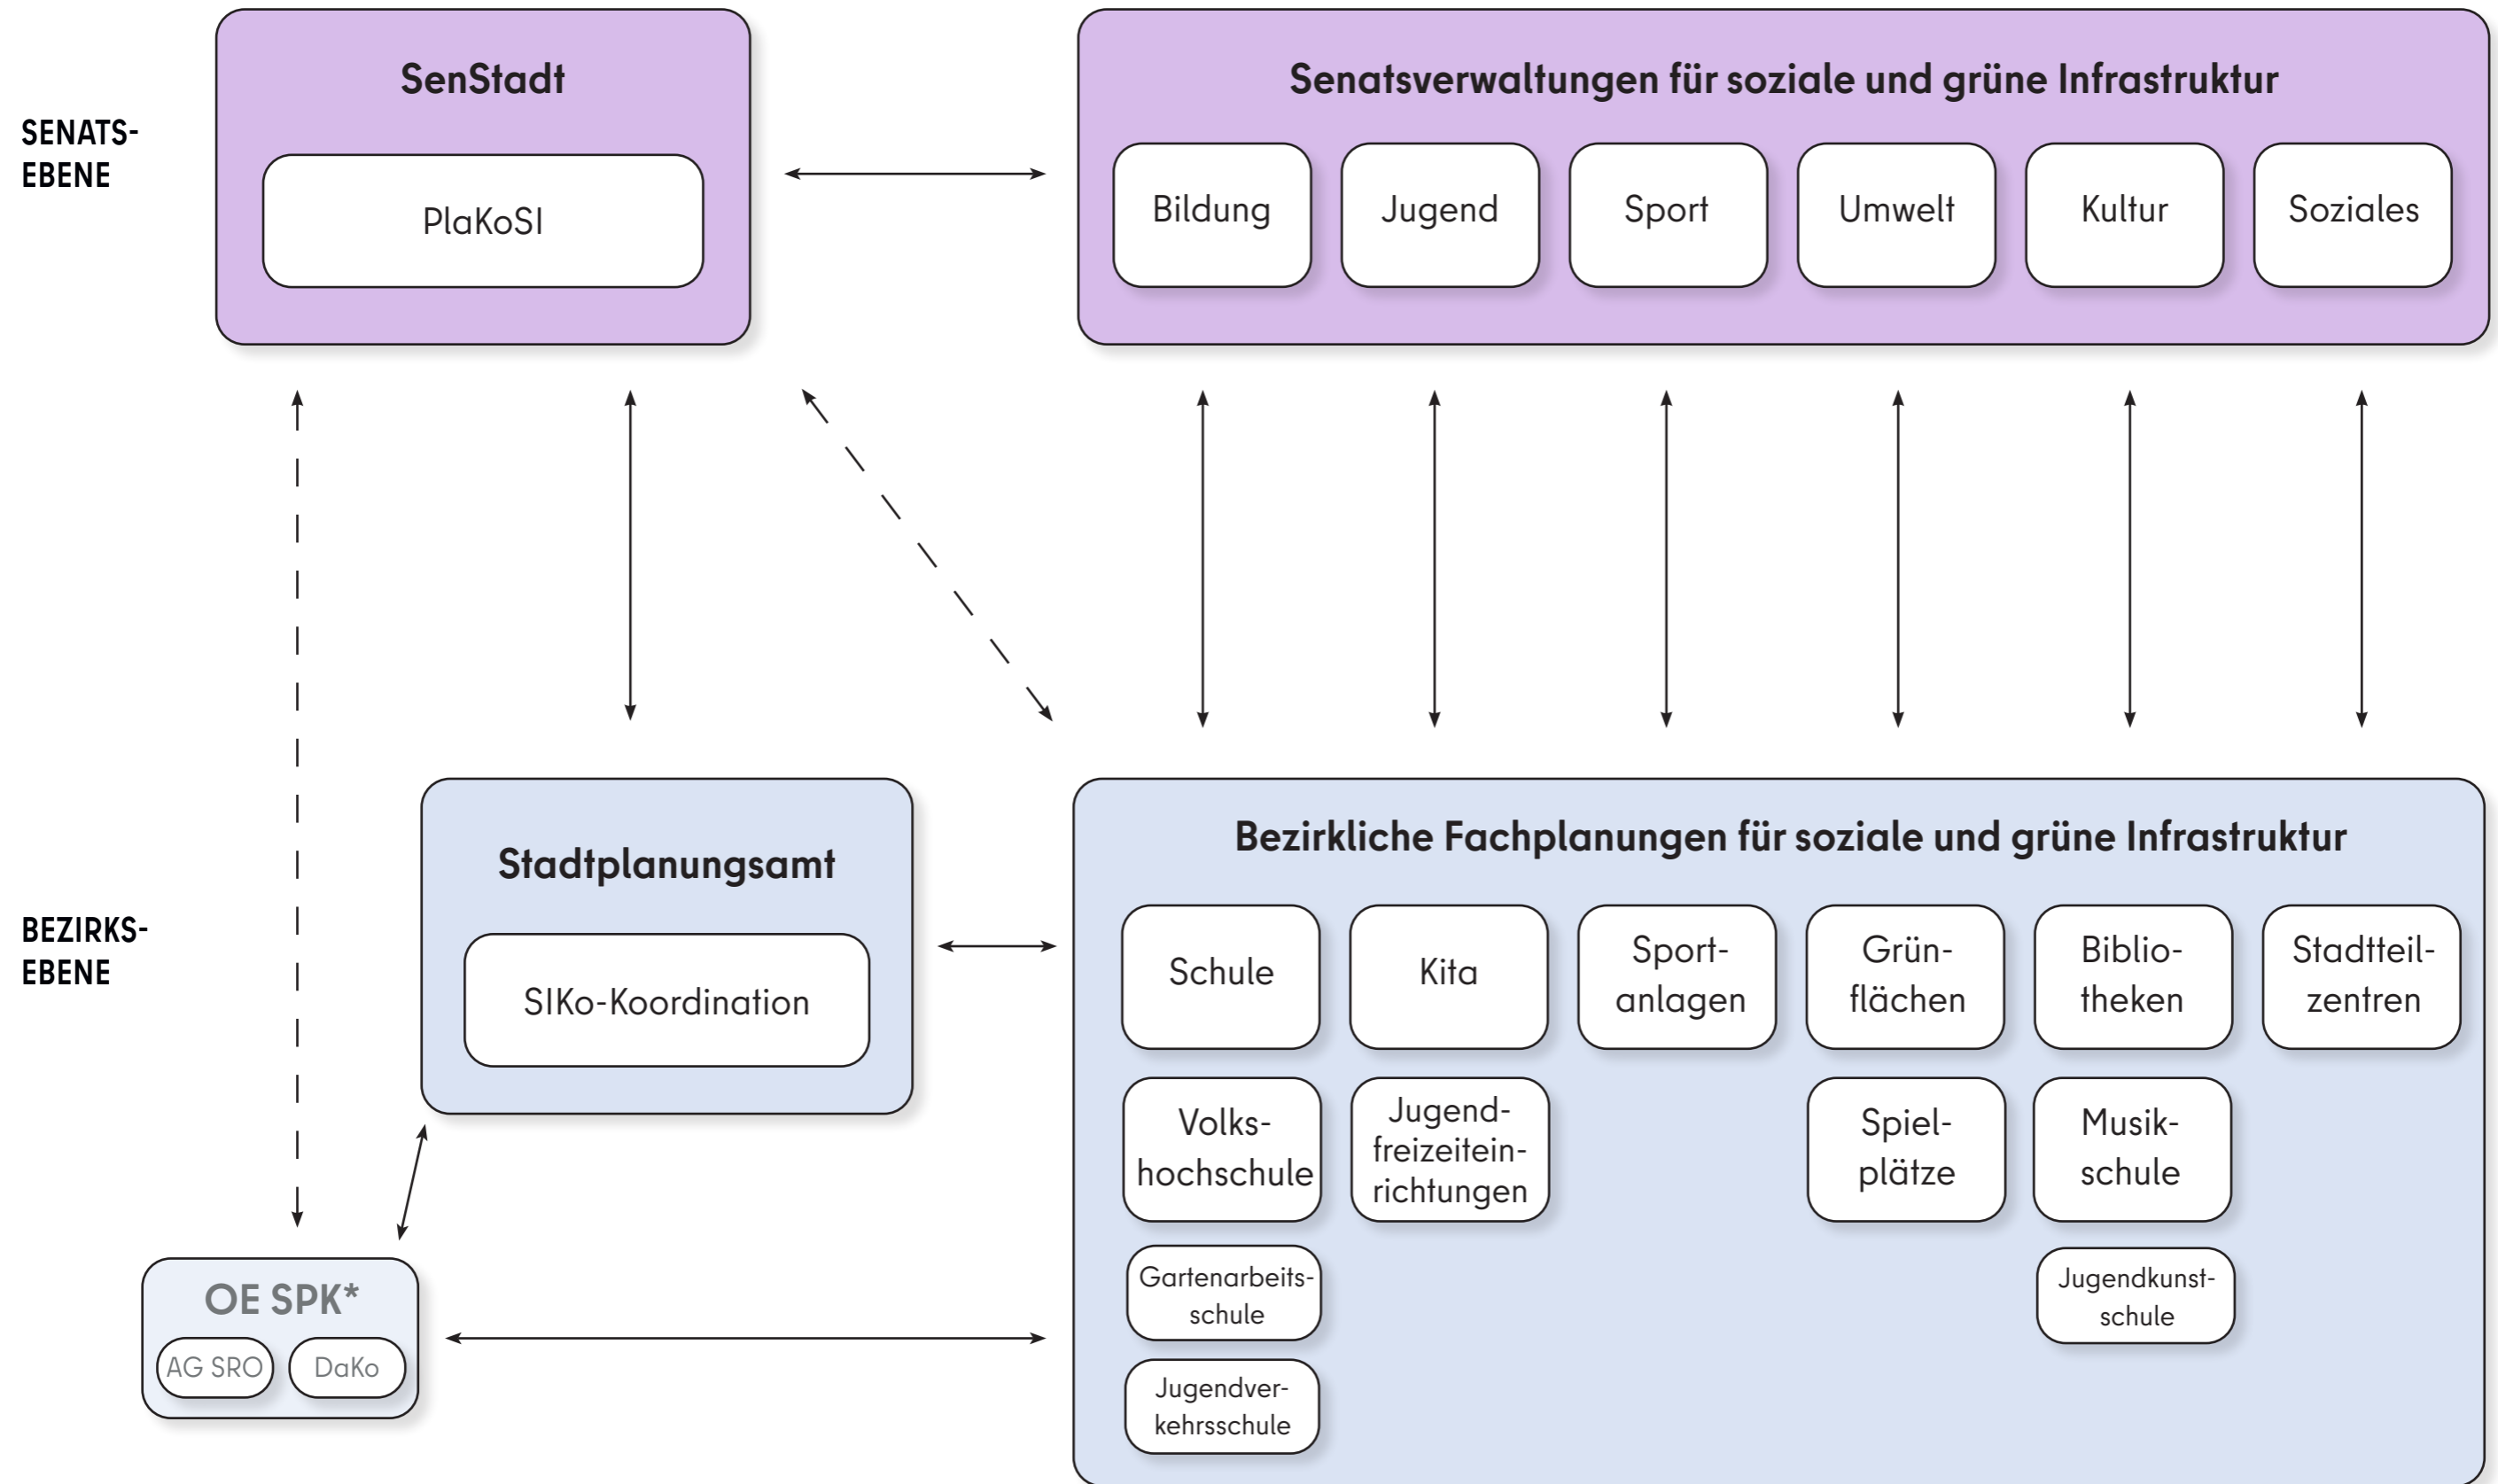 SenStadt
Senatsverwaltungen für soziale und grüne Infrastruktur
SENATS-
EBENE
PlaKoSI
Bildung
Jugend
Sport
Umwelt
Kultur
Soziales
Stadtplanungsamt
Bezirkliche Fachplanungen für soziale und grüne Infrastruktur
BEZIRKS-
EBENE
SIKo-Koordination
Schule
Kita
Sport-
anlagen
Grün-
flächen
Biblio-
theken
Stadtteil-
zentren
Volks-
hochschule
Jugend-
freizeitein-
richtungen
Spiel-
plätze
Musik-
schule
Gartenarbeits-
schule
Jugendkunst-
schule
Jugendver-
kehrsschule
OE SPK*
AG SRO
DaKo